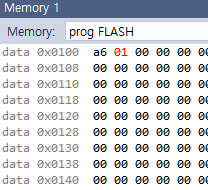 Memory 1
Memory: prog FLASH
data 0x0100 a6 01 00 00 00 00
data 0x0108 00 00 00 00 00 00
data 0x0110 00 00 00 00 00 00
data 0x0118 00 00 00 00 00 00
data 0x0120 00 00 00 00 00 00
data 0x0128 00 00 00 00 00 00
data 0x0130 00 00 00 00 00 00
data 0x0138 00 00 00 00 00 00
data 0x0140 00 00 00 00 00 00